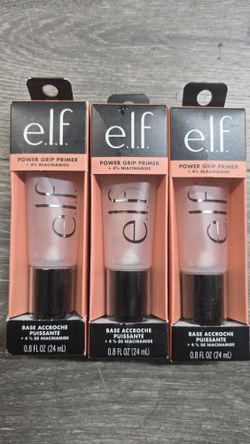 e.l.f.
POWER GRIP PRIMER
+ 4% NIACINAMIDE
e.l.f.
BASE ACCROCHE
PUISSANTE
+ 4 % DE NIACINAMIDE
0.8 FL OZ (24 mL)
e.l.f.
POWER GRIP PRIMER
+ 4% NIACINAMIDE
e.l.f.
BASE ACCROCHE
PUISSANTE
+ 4 % DE NIACINAMIDE
0.8 FL OZ (24 mL)
e.l.f.
POWER GRIP PRIMER
+ 4% NIACINAMIDE
e.l.f.
BASE ACCROCHE
PUISSANTE
+ 4 % DE NIACINAMIDE
0.8 FL OZ (24 mL)